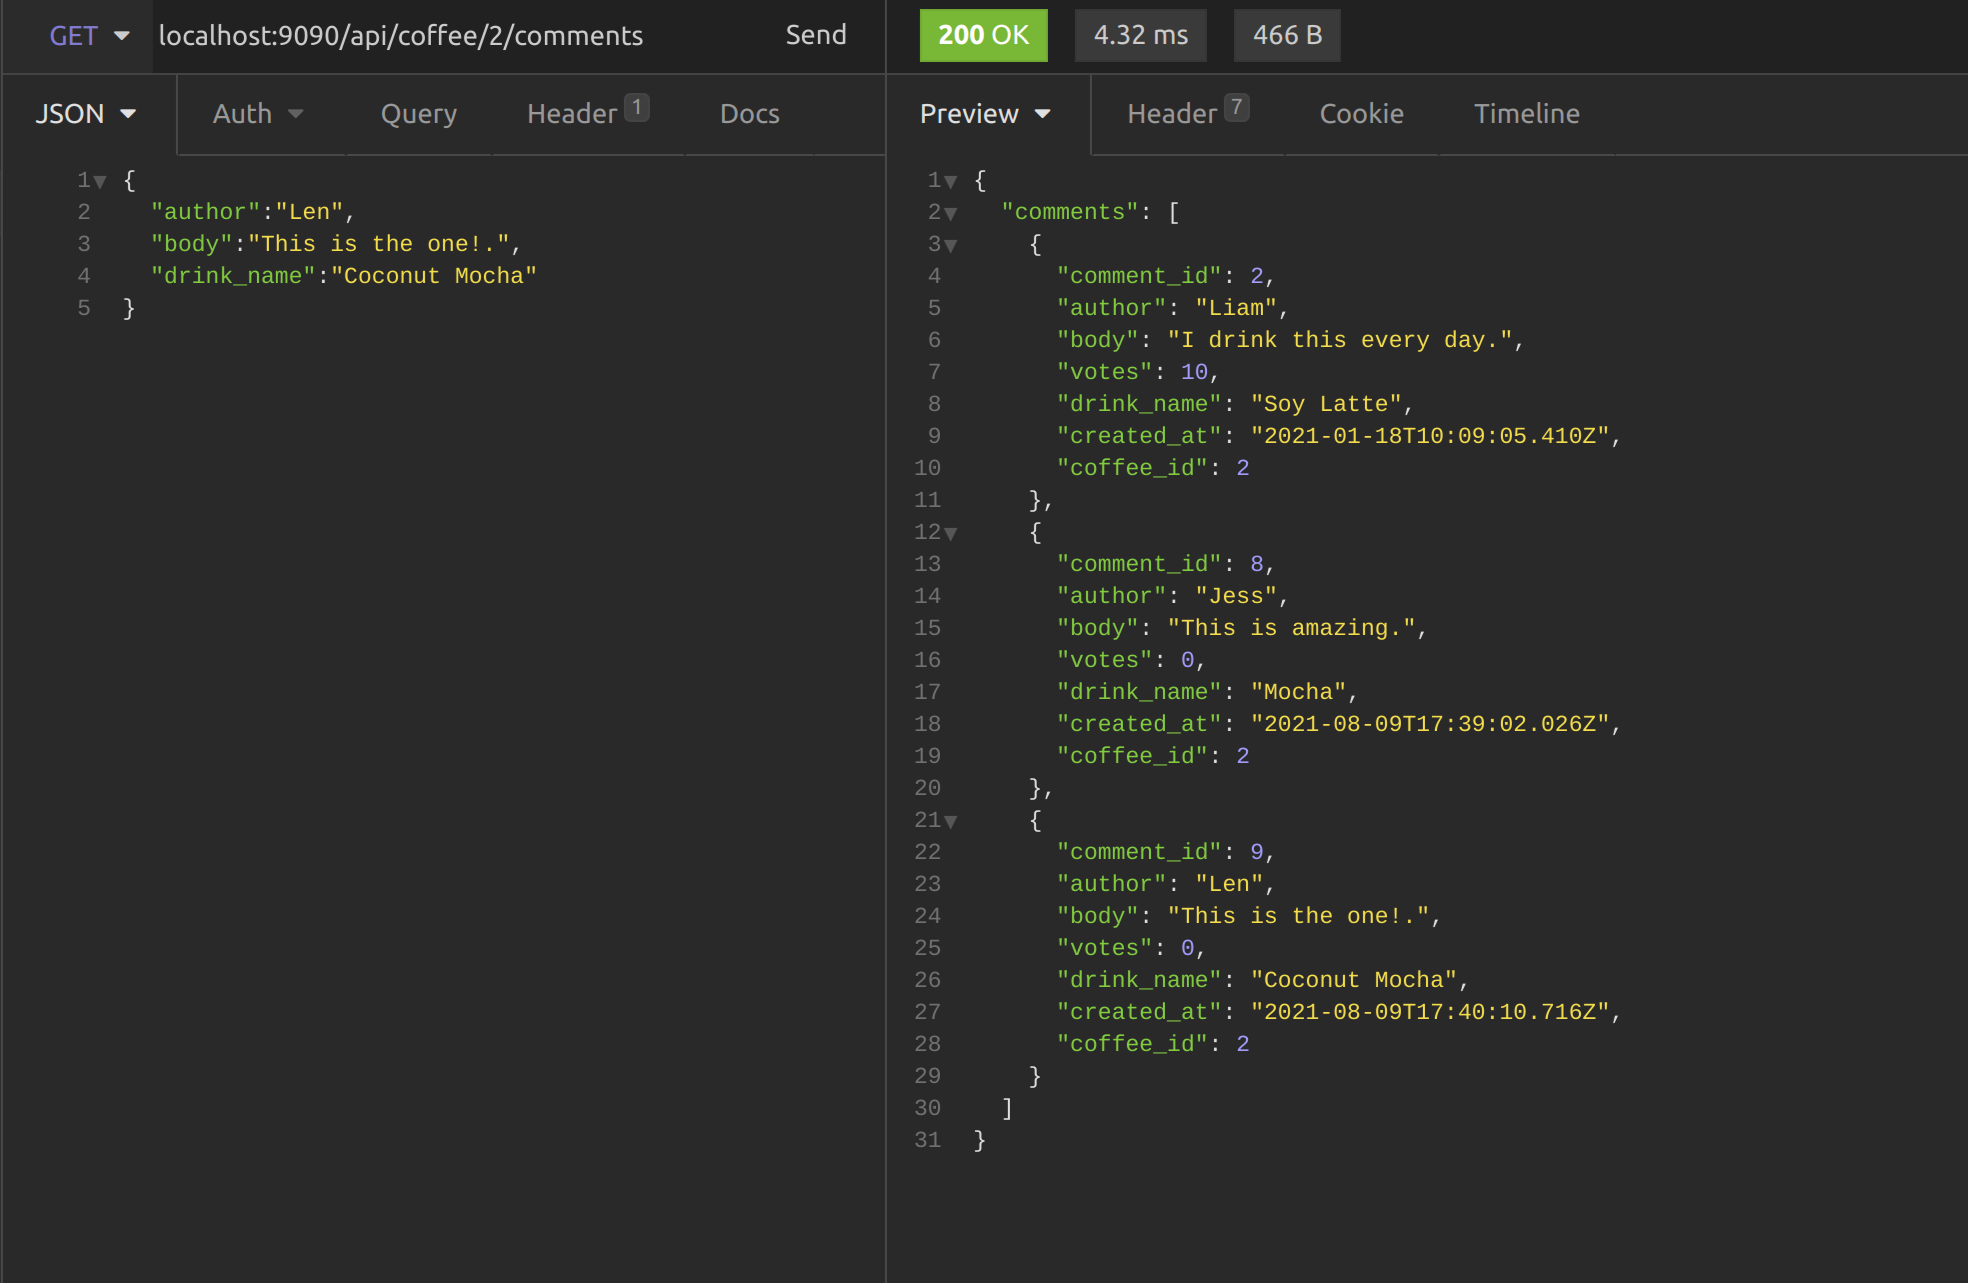 GET localhost:9090/api/coffee/2/comments Send
200 OK 4.32 ms 466 B
JSON Auth Query Header 1 Docs
1 {
2 "author":"Len",
3 "body":"This is the one!.",
4 "drink_name":"Coconut Mocha"
5 }
Preview Header 7 Cookie Timeline
1 {
2 "comments": [
3 {
4 "comment_id": 2,
5 "author": "Liam",
6 "body": "I drink this every day.",
7 "votes": 10,
8 "drink_name": "Soy Latte",
9 "created_at": "2021-01-18T10:09:05.410Z",
10 "coffee_id": 2
11 },
12 {
13 "comment_id": 8,
14 "author": "Jess",
15 "body": "This is amazing.",
16 "votes": 0,
17 "drink_name": "Mocha",
18 "created_at": "2021-08-09T17:39:02.026Z",
19 "coffee_id": 2
20 },
21 {
22 "comment_id": 9,
23 "author": "Len",
24 "body": "This is the one!.",
25 "votes": 0,
26 "drink_name": "Coconut Mocha",
27 "created_at": "2021-08-09T17:40:10.716Z",
28 "coffee_id": 2
29 }
30 ]
31 }